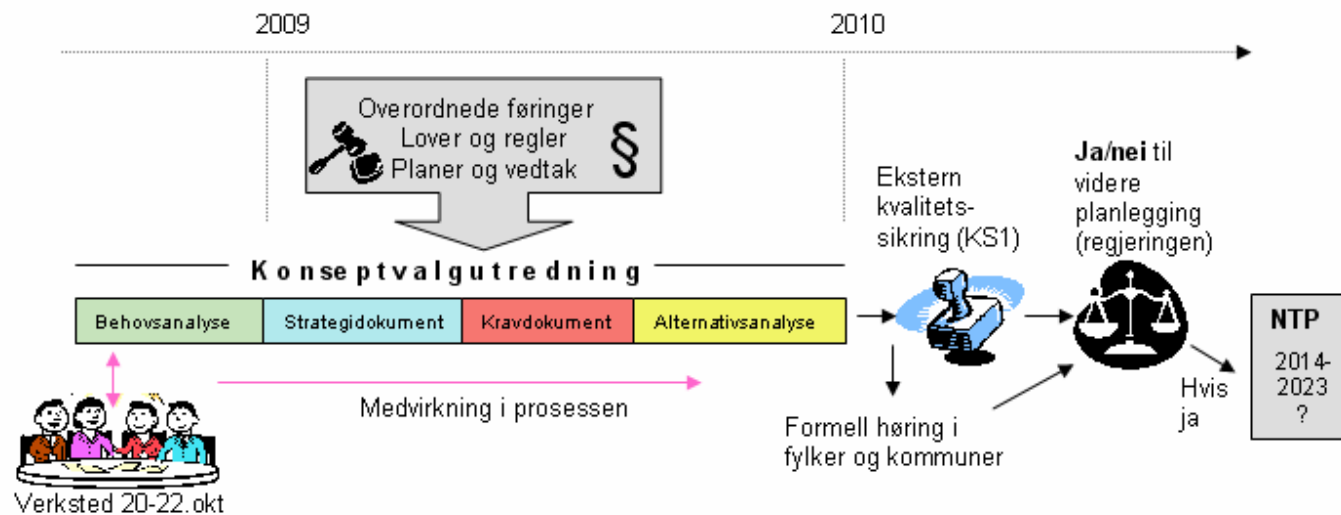 2009
2010
Overordnede føringer
Lover og regler
Planer og vedtak
§
Ekstern
kvalitets-
sikring (KS1)
Ja/nei til
videre
planlegging
(regjeringen)
Konseptvalgutredning
Behovsanalyse
Strategidokument
Kravdokument
Alternativsanalyse
NTP
2014-
2023
?
Hvis
ja
Medvirkning i prosessen
Formell høring i
fylker og kommuner
Verksted 20-22.okt